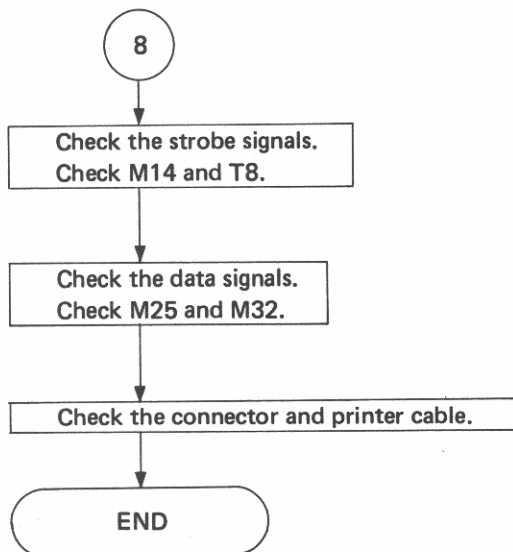 8
Check the strobe signals.
Check M14 and T8.
Check the data signals.
Check M25 and M32.
Check the connector and printer cable.
END